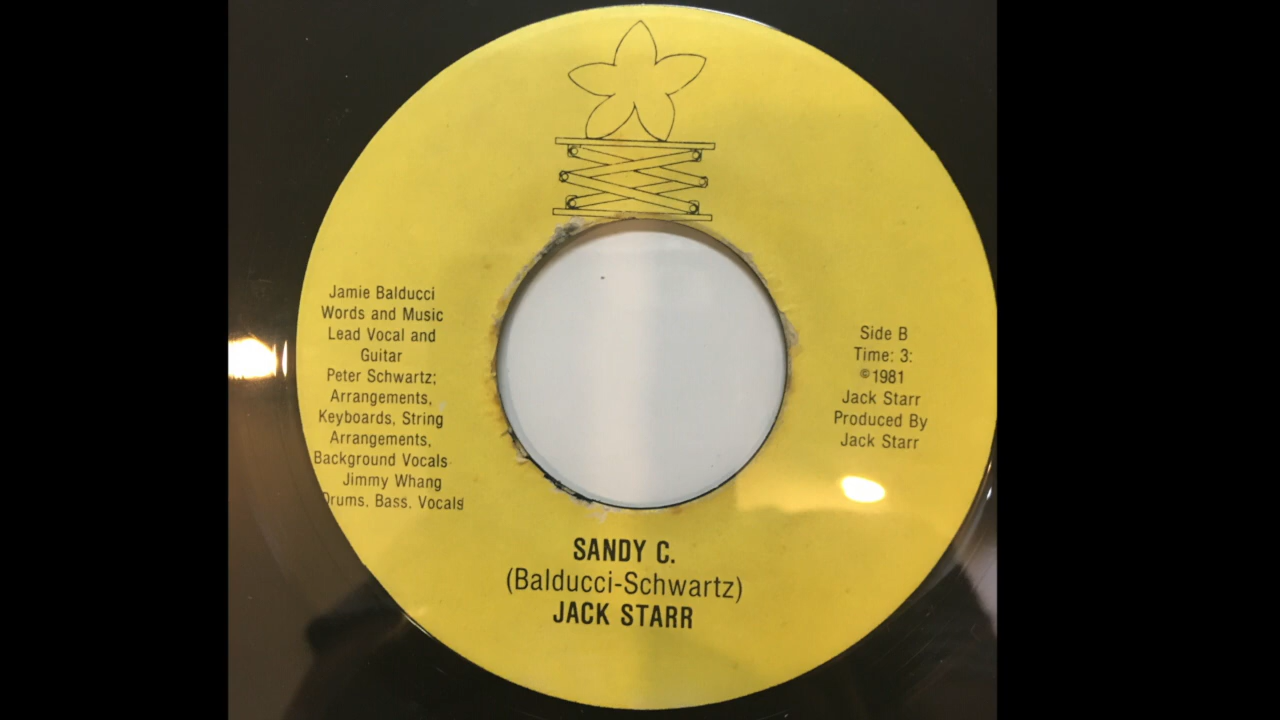 Jamie Balducci
Words and Music
Lead Vocal and
Guitar
Peter Schwartz;
Arrangements,
Keyboards, String
Arrangements,
Background Vocals
Jimmy Whang
Drums, Bass, Vocals
Side B
Time: 3:
©1981
Jack Starr
Produced By
Jack Starr
SANDY C.
(Balducci-Schwartz)
JACK STARR